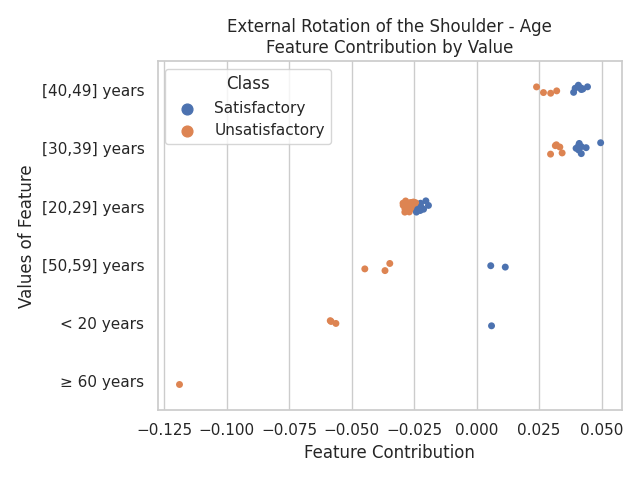 External Rotation of the Shoulder - Age
Feature Contribution by Value
Class
Satisfactory
Unsatisfactory
Values of Feature
[40,49] years
[30,39] years
[20,29] years
[50,59] years
< 20 years
≥ 60 years
−0.125 −0.100 −0.075 −0.050 −0.025 0.000 0.025 0.050
Feature Contribution